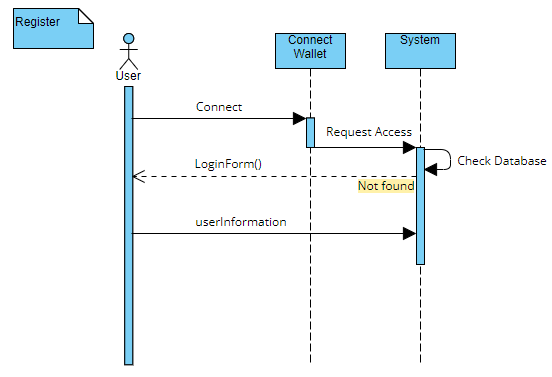 Register
User
Connect
Wallet
System
Connect
Request Access
Check Database
LoginForm()
Not found
userInformation